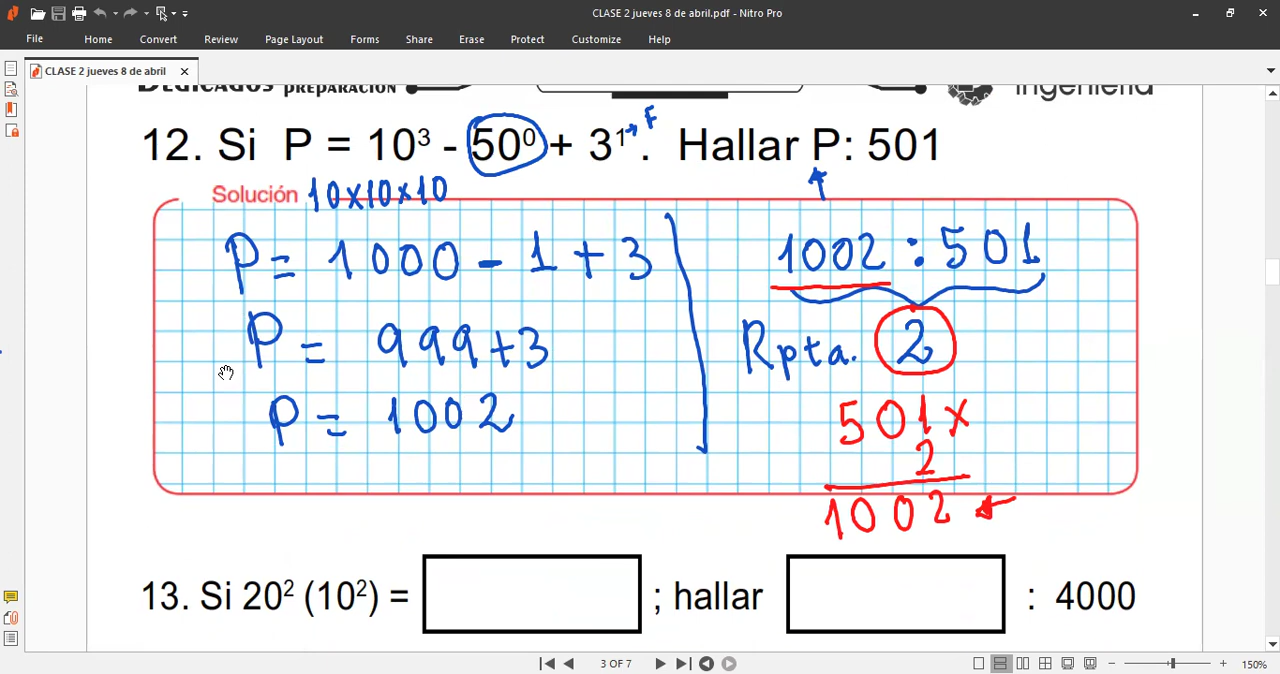 CLASE 2 jueves 8 de abril.pdf - Nitro Pro
File Home Convert Review Page Layout Forms Share Erase Protect Customize Help
CLASE 2 jueves 8 de abril
DEDICADOS PREPARACIÓN ingeniería
12. Si P = 10³ - 50⁰ + 3¹. Hallar P: 501
Solución 10x10x10
P = 1000 - 1 + 3
P = 999+3
P = 1002
1002 : 501
Rpta. 2
501 x
2
1002
13. Si 20² (10²) = ; hallar : 4000
3 OF 7
150%